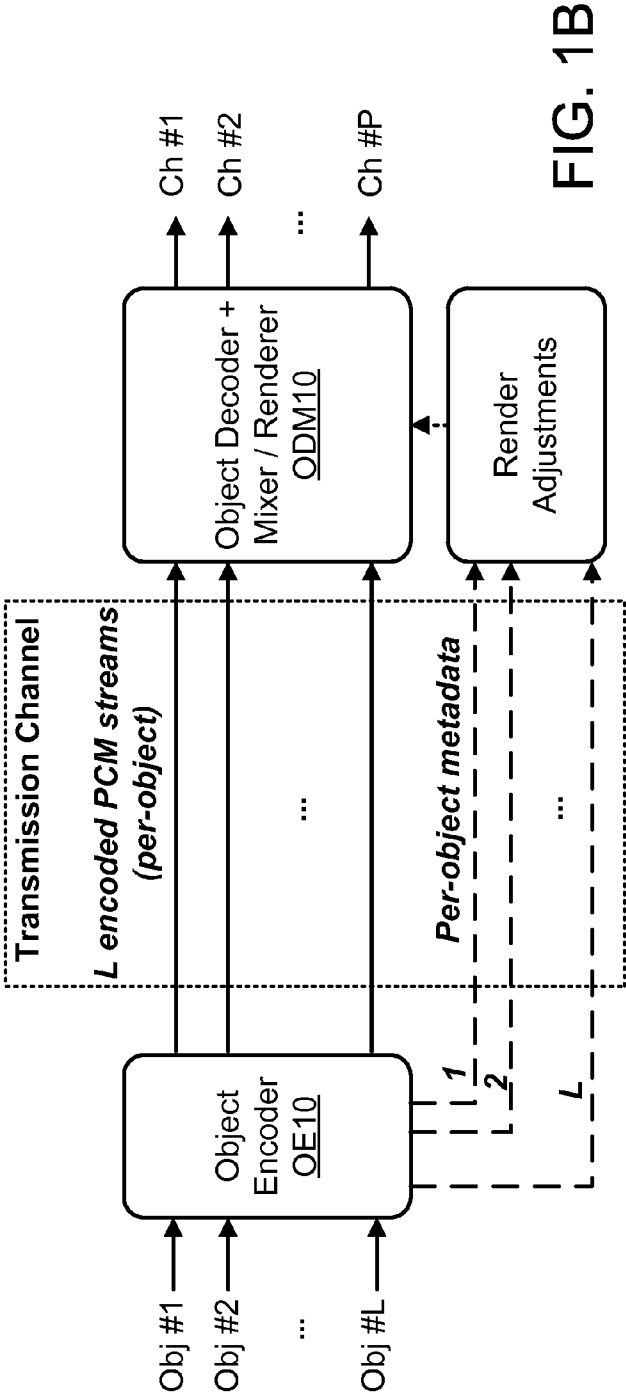 Transmission Channel
L encoded PCM streams
(per-object)
Obj #1
Obj #2
...
Obj #L
Object
Encoder
OE10
...
Object Decoder +
Mixer / Renderer
ODM10
Ch #1
Ch #2
...
Ch #P
Per-object metadata
1
2
...
L
Render
Adjustments
FIG. 1B